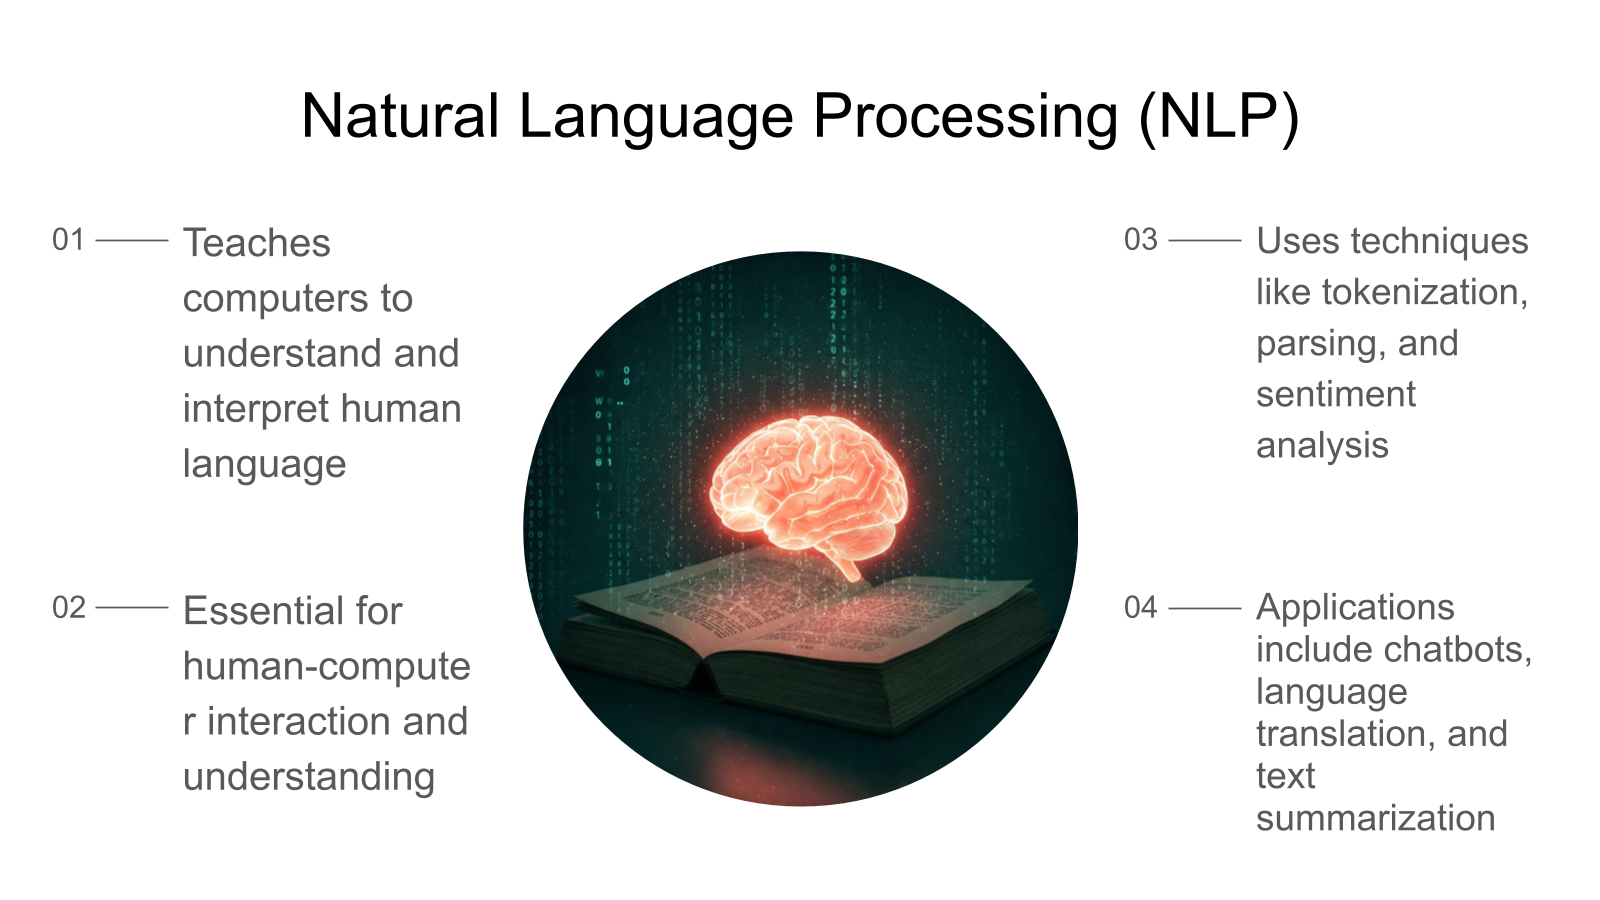 Natural Language Processing (NLP)
01
Teaches
computers to
understand and
interpret human
language
02
Essential for
human-compute
r interaction and
understanding
03
Uses techniques
like tokenization,
parsing, and
sentiment
analysis
04
Applications
include chatbots,
language
translation, and
text
summarization